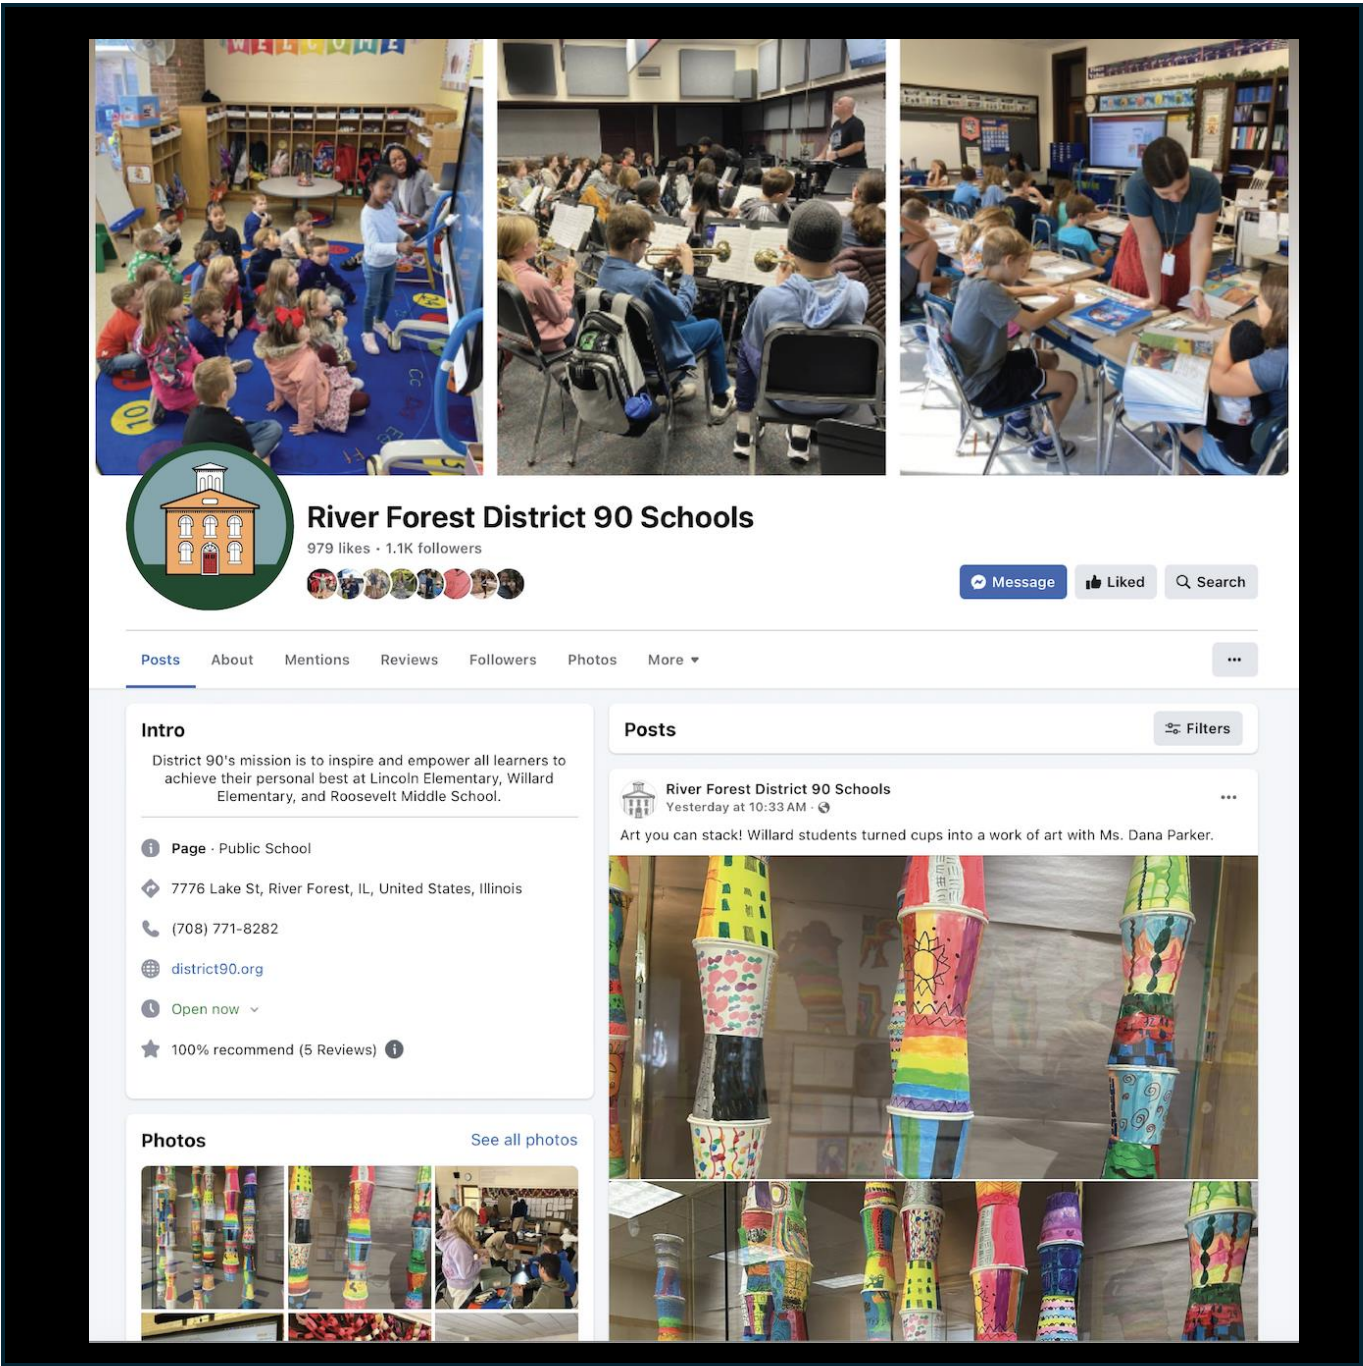 WELCOME
River Forest District 90 Schools
979 likes · 1.1K followers
Message
Liked
Search
Posts
About
Mentions
Reviews
Followers
Photos
More
Intro
District 90's mission is to inspire and empower all learners to
achieve their personal best at Lincoln Elementary, Willard
Elementary, and Roosevelt Middle School.
Page · Public School
7776 Lake St, River Forest, IL, United States, Illinois
(708) 771-8282
district90.org
Open now
100% recommend (5 Reviews)
Photos
See all photos
Posts
Filters
River Forest District 90 Schools
Yesterday at 10:33 AM ·
Art you can stack! Willard students turned cups into a work of art with Ms. Dana Parker.